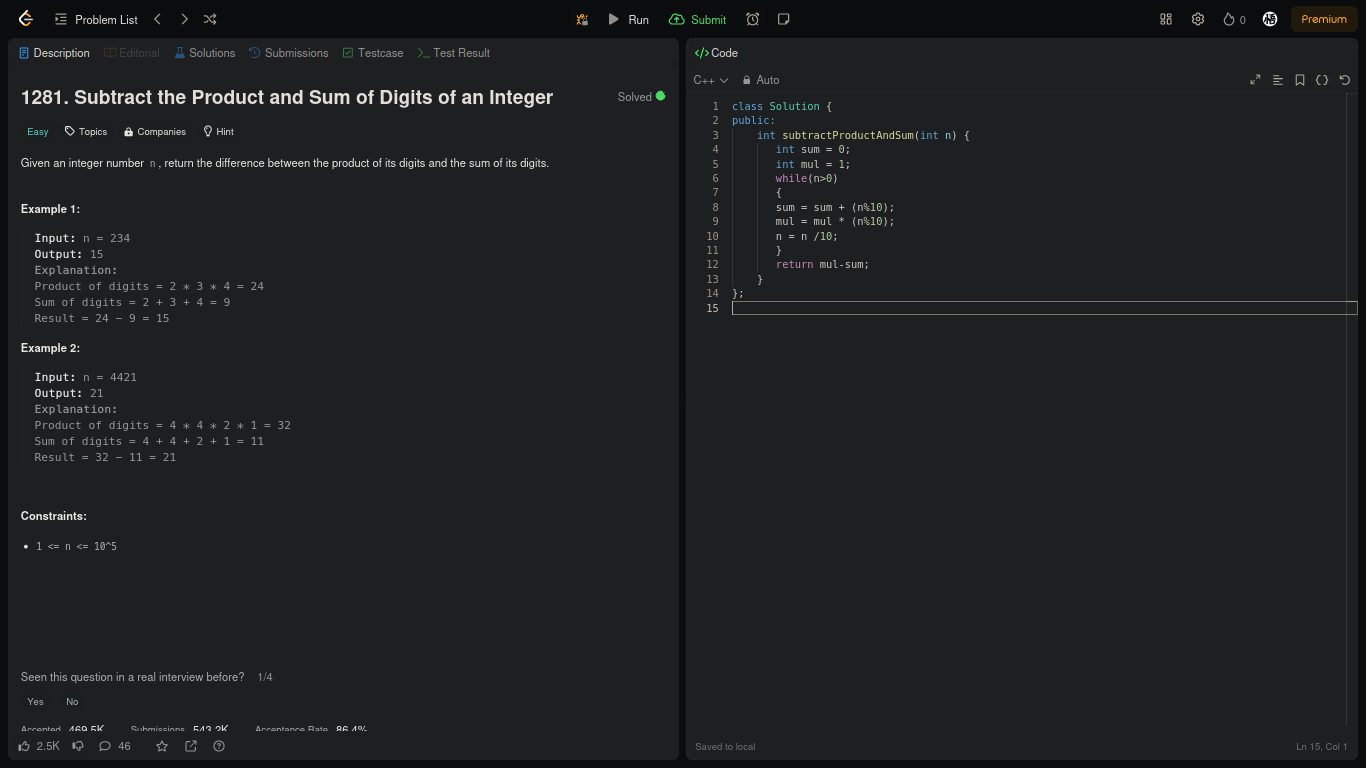 Problem List
Run
Submit
0
Premium
Description
Editorial
Solutions
Submissions
Testcase
Test Result
1281. Subtract the Product and Sum of Digits of an Integer
Solved
Easy
Topics
Companies
Hint
Given an integer number n, return the difference between the product of its digits and the sum of its digits.
Example 1:
Input: n = 234
Output: 15
Explanation:
Product of digits = 2 * 3 * 4 = 24
Sum of digits = 2 + 3 + 4 = 9
Result = 24 − 9 = 15
Example 2:
Input: n = 4421
Output: 21
Explanation:
Product of digits = 4 * 4 * 2 * 1 = 32
Sum of digits = 4 + 4 + 2 + 1 = 11
Result = 32 − 11 = 21
Constraints:
• 1 <= n <= 10^5
Seen this question in a real interview before? 1/4
Yes No
Accepted 469.5K Submissions 543.2K Acceptance Rate 86.4%
2.5K 46
</> Code
C++ Auto
1 class Solution {
2 public:
3 int subtractProductAndSum(int n) {
4 int sum = 0;
5 int mul = 1;
6 while(n>0)
7 {
8 sum = sum + (n%10);
9 mul = mul * (n%10);
10 n = n /10;
11 }
12 return mul-sum;
13 }
14 };
15
Saved to local
Ln 15, Col 1